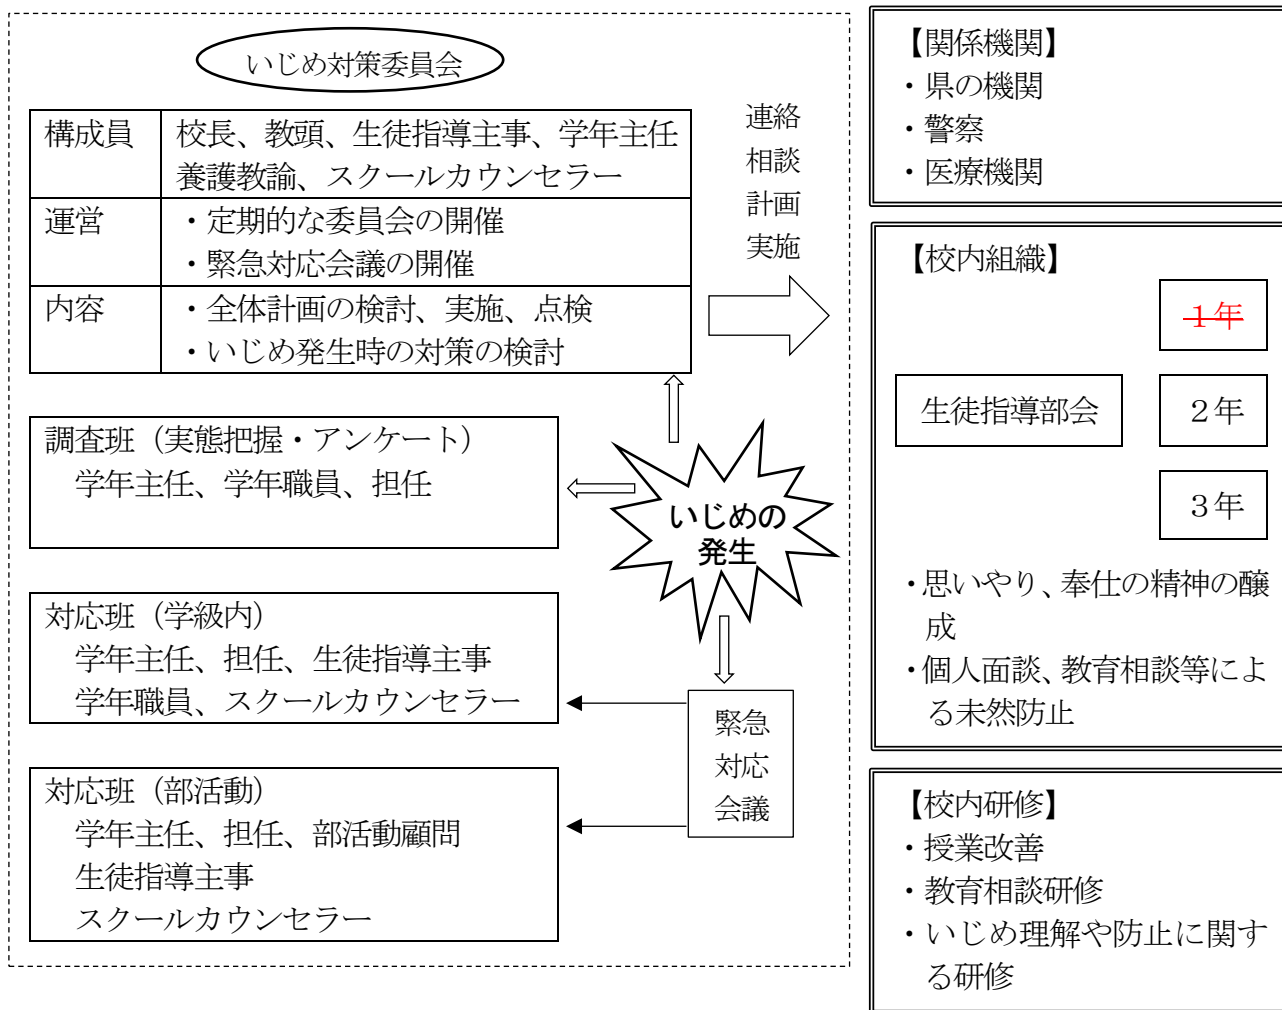 いじめ対策委員会
構成員
校長、教頭、生徒指導主事、学年主任
養護教諭、スクールカウンセラー
運営
・定期的な委員会の開催
・緊急対応会議の開催
内容
・全体計画の検討、実施、点検
・いじめ発生時の対策の検討
連絡
相談
計画
実施
調査班（実態把握・アンケート）
学年主任、学年職員、担任
いじめの
発生
対応班（学級内）
学年主任、担任、生徒指導主事
学年職員、スクールカウンセラー
緊急
対応
会議
対応班（部活動）
学年主任、担任、部活動顧問
生徒指導主事
スクールカウンセラー
【関係機関】
・県の機関
・警察
・医療機関
【校内組織】
１年
生徒指導部会
２年
３年
・思いやり、奉仕の精神の醸
成
・個人面談、教育相談等によ
る未然防止
【校内研修】
・授業改善
・教育相談研修
・いじめ理解や防止に関す
る研修